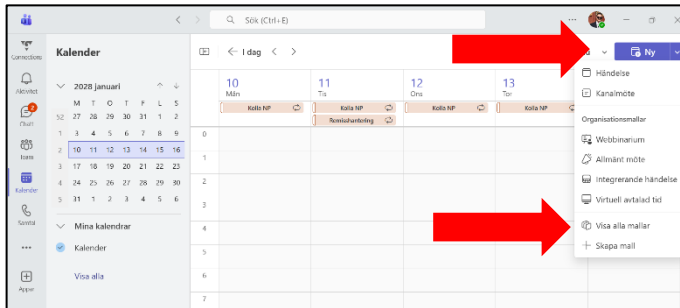 Sök (Ctrl+E)
Connections
Aktivitet
2
Chatt
Team
Kalender
Samtal
Appar
Kalender
2028 januari
M T O T F L S
52 27 28 29 30 31 1 2
1 3 4 5 6 7 8 9
2 10 11 12 13 14 15 16
3 17 18 19 20 21 22 23
4 24 25 26 27 28 29 30
5 31 1 2 3 4 5 6
Mina kalendrar
Kalender
Visa alla
I dag
10 11 12 13
Mån Tis Ons Tor
Kolla NP Kolla NP Kolla NP Kolla NP
Remisshantering
0
1
2
3
4
5
6
7
Ny
Händelse
Kanalmöte
Organisationsmallar
Webbinarium
Allmänt möte
Integrerande händelse
Virtuell avtalad tid
Visa alla mallar
Skapa mall